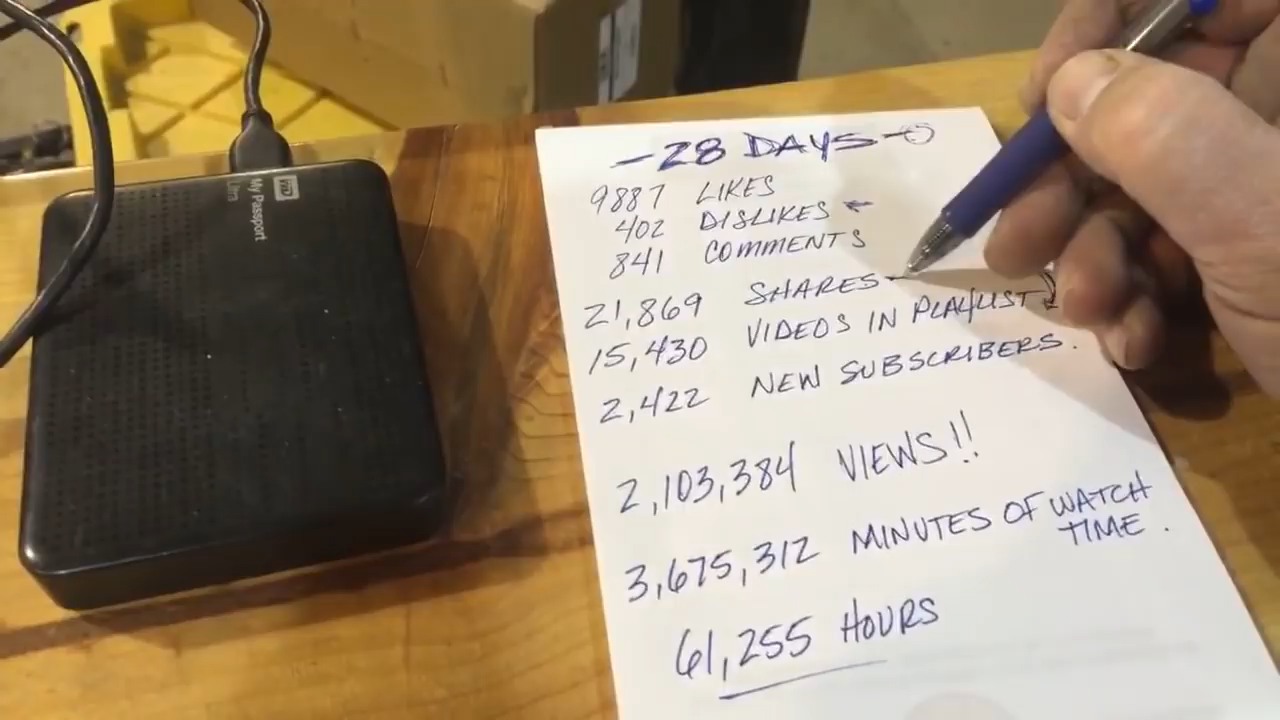 WD
My Passport
Ultra
-28 DAYS-
9887 LIKES
402 DISLIKES
841 COMMENTS
21,869 SHARES
15,430 VIDEOS IN PLAYLIST
2,422 NEW SUBSCRIBERS.
2,103,384 VIEWS!!
3,675,312 MINUTES OF WATCH
TIME.
61,255 HOURS